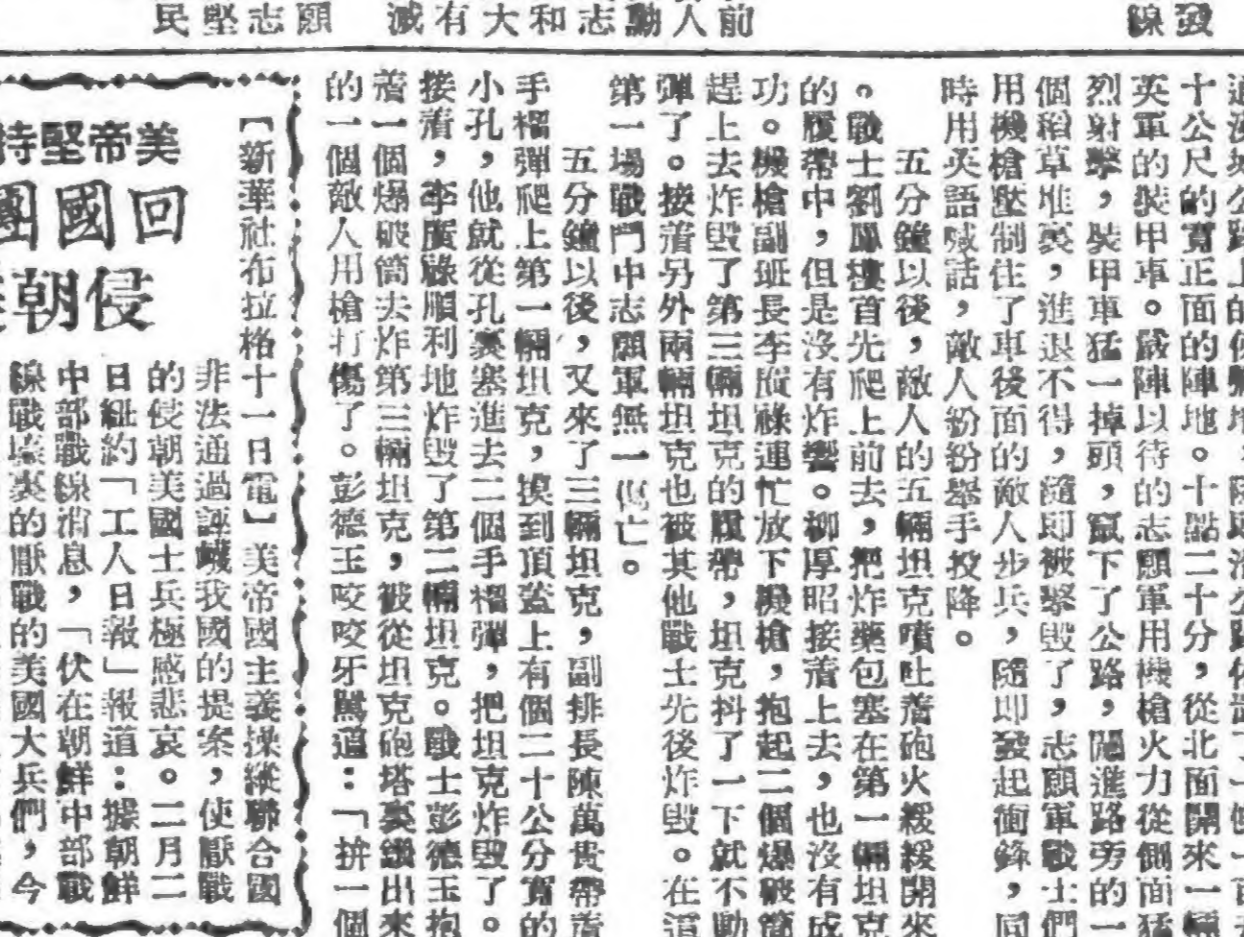 發
線
前
人
動
志
和
大
有
滅
願
志
堅
民
十公尺的寬正面的陣地。十點二十分，從北面開來一輛
英軍的裝甲車。嚴陣以待的志願軍用機槍火力從側面猛
烈射擊，裝甲車猛一掉頭，竄下了公路，闖進路旁的一
個稻草堆裏，進退不得，隨即被擊毀了，志願軍戰士們
用機槍壓制住了車後面的敵人步兵，隨即發起衝鋒，同
時用英語喊話，敵人紛紛舉手投降。
五分鐘以後，敵人的五輛坦克噴吐着砲火緩緩開來
。戰士劉鳳樓首先爬上前去，把炸藥包塞在第一輛坦克
的履帶中，但是沒有炸響。柳厚昭接着上去，也沒有成
功。機槍副班長李廣祿連忙放下機槍，抱起二個爆破筒
趕上去炸毀了第三輛坦克的履帶，坦克抖了一下就不動
彈了。接着另外兩輛坦克也被其他戰士先後炸毀。在這
第一場戰鬥中志願軍無一傷亡。
五分鐘以後，又來了三輛坦克，副排長陳萬貴帶着
手榴彈爬上第一輛坦克，摸到頂蓋上有個二十公分寬的
小孔，他就從孔裏塞進去二個手榴彈，把坦克炸毀了。
接着，李廣祿順利地炸毀了第二輛坦克。戰士彭德玉抱
着一個爆破筒去炸第三輛坦克，被從坦克砲塔裏鑽出來
的一個敵人用槍打傷了。彭德玉咬咬牙罵道：「拚一個
美帝堅持
回國團
侵朝
【新華社布拉格十一日電】美帝國主義操縱聯合國
非法通過誣衊我國的提案，使厭戰
的侵朝美國士兵極感悲哀。二月二
日紐約「工人日報」報道：據朝鮮
中部戰線消息，「伏在朝鮮中部戰
線戰壕裏的厭戰的美國大兵們，今